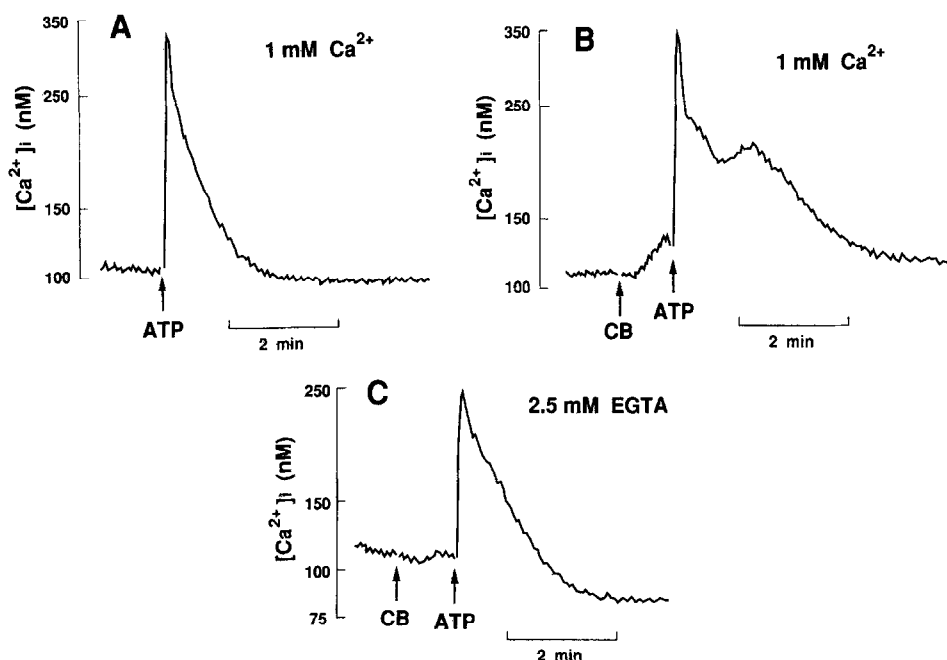 A
1 mM Ca2+
[Ca2+]i (nM)
350
250
150
100
ATP
2 min
B
1 mM Ca2+
[Ca2+]i (nM)
350
250
150
100
CB
ATP
2 min
C
2.5 mM EGTA
[Ca2+]i (nM)
250
150
100
75
CB
ATP
2 min